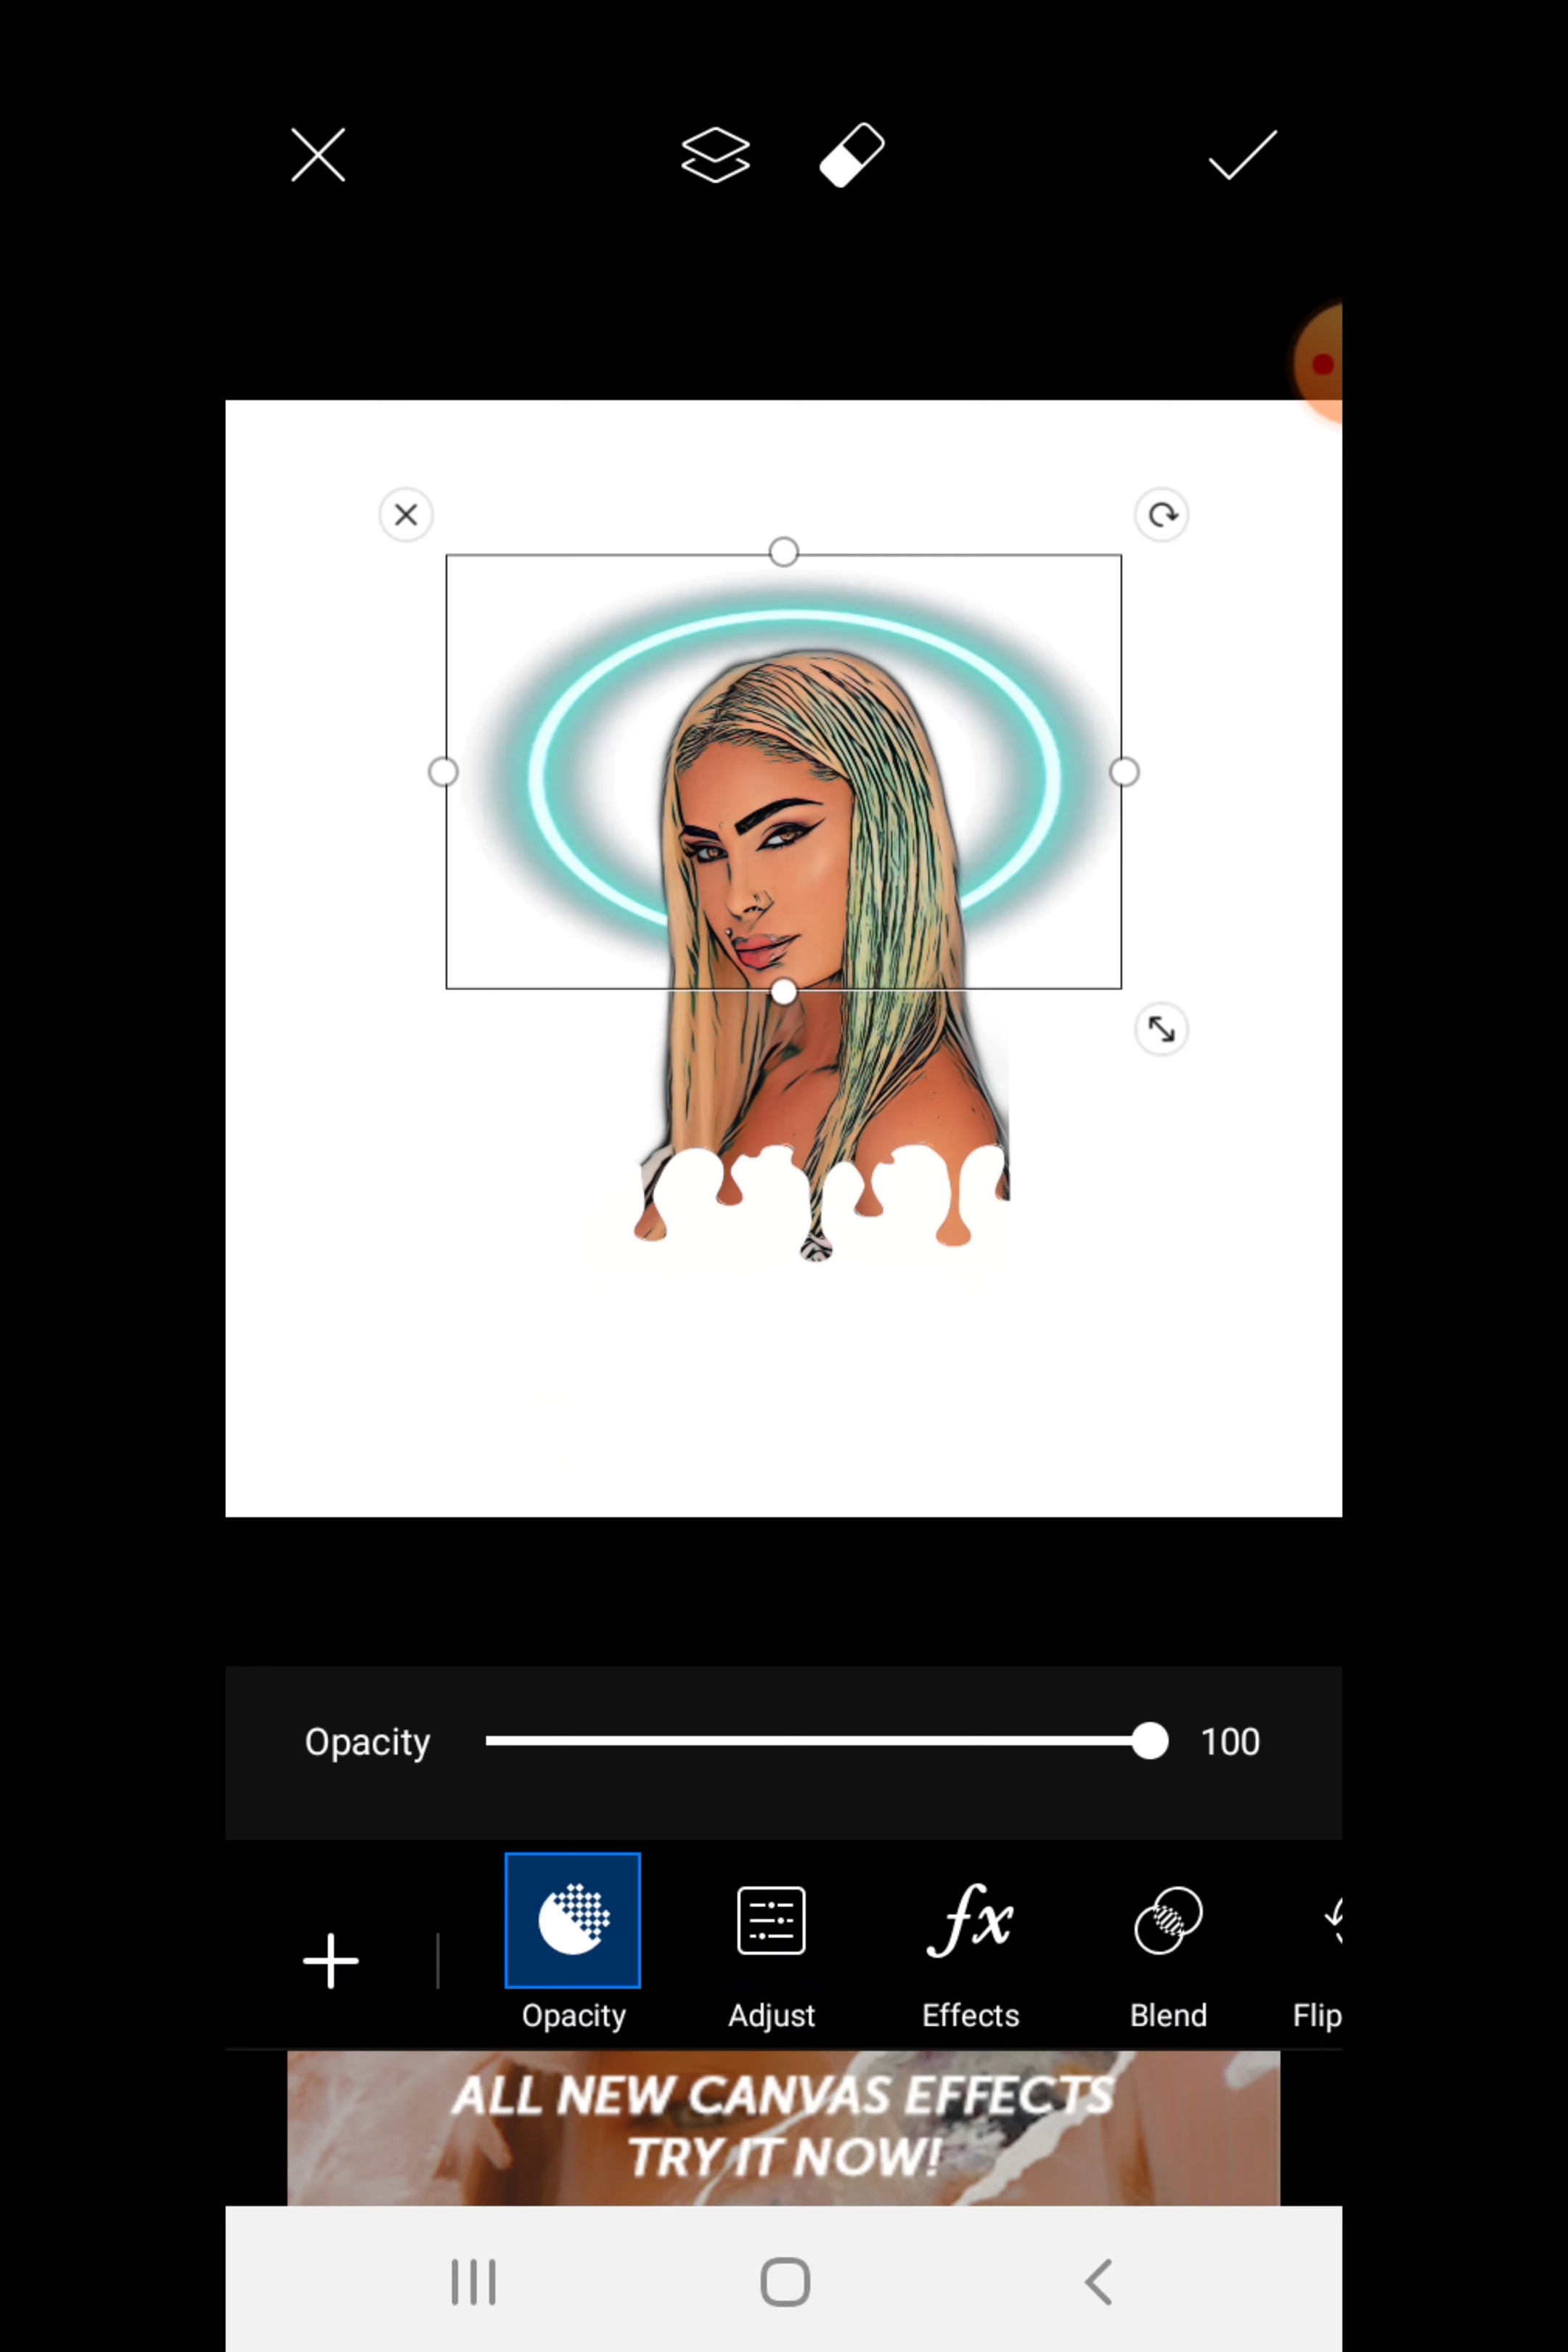 Opacity 100
Opacity Adjust Effects Blend Flip
ALL NEW CANVAS EFFECTS
TRY IT NOW!